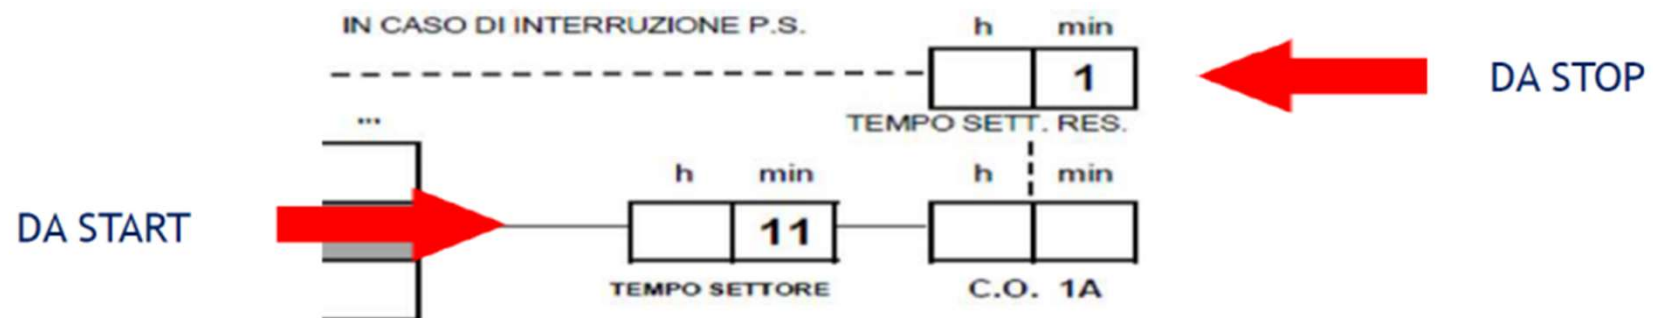 IN CASO DI INTERRUZIONE P.S.
h min
1
DA STOP
...
TEMPO SETT. RES.
h min
h min
DA START
11
TEMPO SETTORE
C.O. 1A